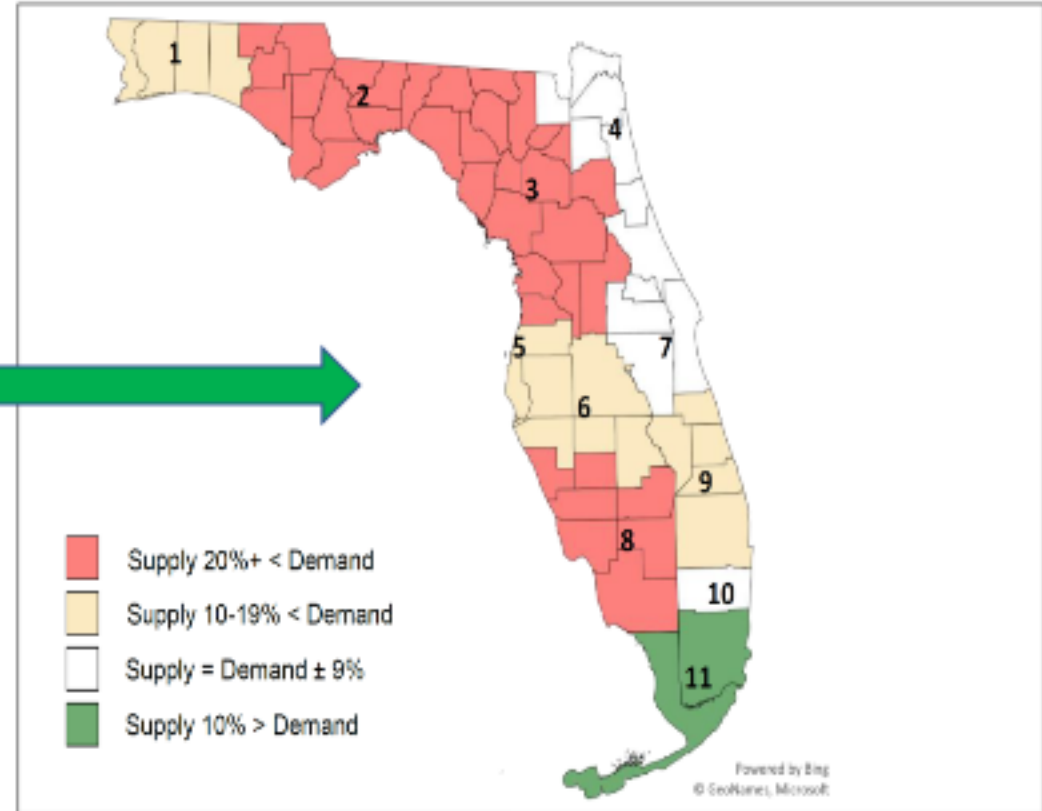 1
2
4
3
5
7
6
9
8
10
11
Supply 20%+ < Demand
Supply 10-19% < Demand
Supply = Demand ± 9%
Supply 10% > Demand
Powered by Bing
© GeoNames, Microsoft